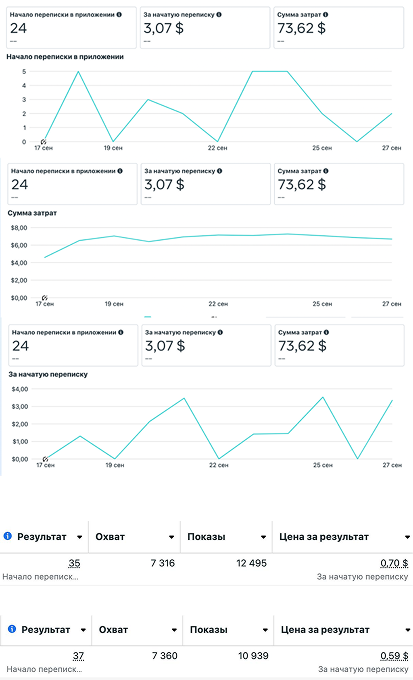 Начало переписки в приложении За начатую переписку Сумма затрат
24 3,07 $ 73,62 $
-- -- --
Начало переписки в приложении
5
4
3
2
1
0
17 сен 19 сен 22 сен 25 сен 27 сен
Начало переписки в приложении За начатую переписку Сумма затрат
24 3,07 $ 73,62 $
-- -- --
Сумма затрат
$8,00
$6,00
$4,00
$2,00
$0,00
17 сен 19 сен 22 сен 25 сен 27 сен
Начало переписки в приложении За начатую переписку Сумма затрат
24 3,07 $ 73,62 $
-- -- --
За начатую переписку
$4,00
$3,00
$2,00
$1,00
$0,00
17 сен 19 сен 22 сен 25 сен 27 сен
Результат Охват Показы Цена за результат
35 7 316 12 495 0,70 $
Начало переписк... За начатую переписку
Результат Охват Показы Цена за результат
37 7 360 10 939 0,59 $
Начало переписк... За начатую переписку